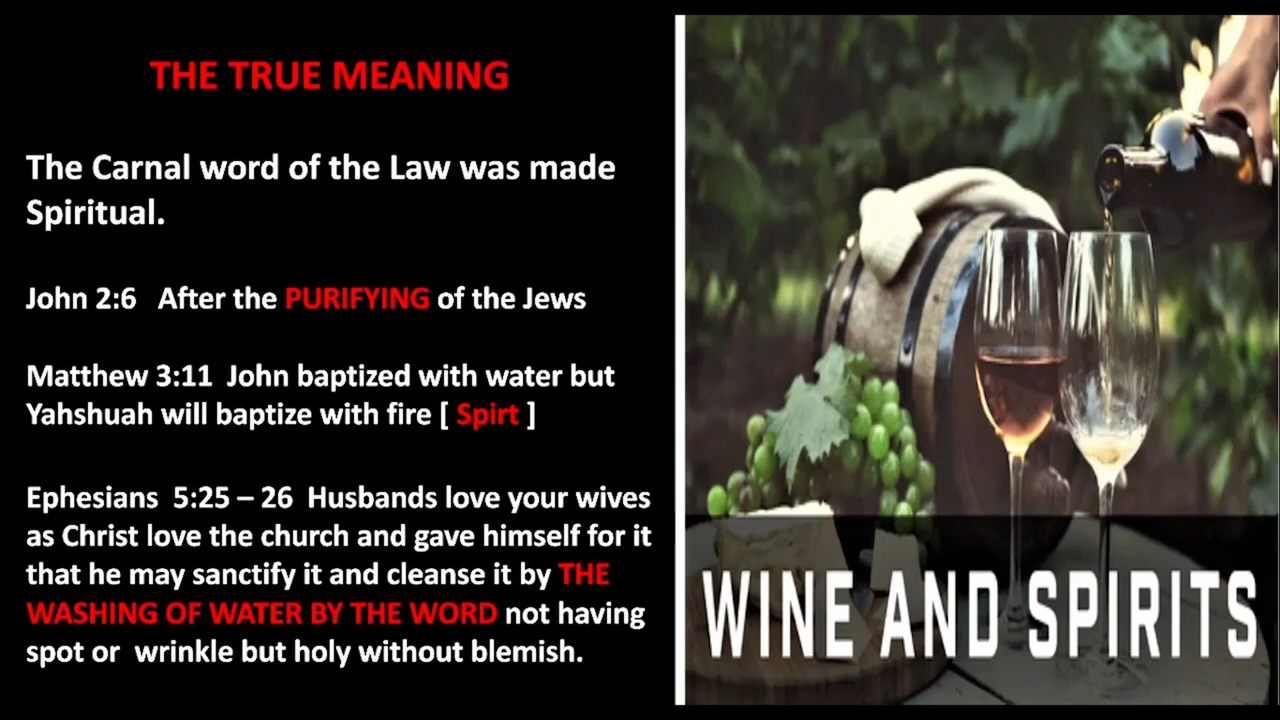 THE TRUE MEANING
The Carnal word of the Law was made
Spiritual.
John 2:6 After the PURIFYING of the Jews
Matthew 3:11 John baptized with water but
Yahshuah will baptize with fire [ Spirt ]
Ephesians 5:25 – 26 Husbands love your wives
as Christ love the church and gave himself for it
that he may sanctify it and cleanse it by THE
WASHING OF WATER BY THE WORD not having
spot or wrinkle but holy without blemish.
WINE AND SPIRITS